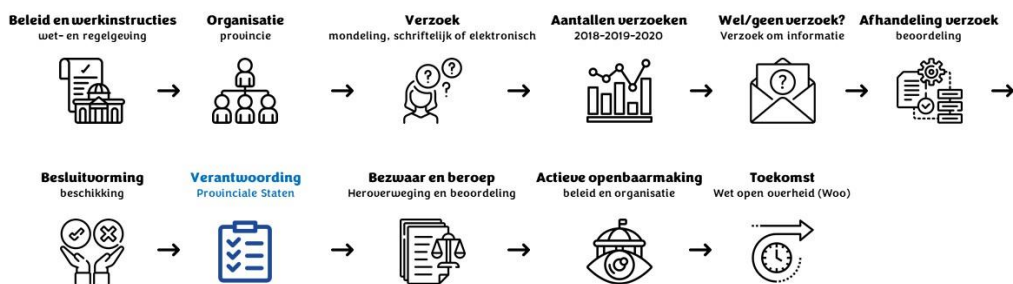 Beleid en werkinstructies
wet- en regelgeving
Organisatie
provincie
Verzoek
mondeling, schriftelijk of elektronisch
Aantallen verzoeken
2018-2019-2020
Wel/geen verzoek?
Verzoek om informatie
Afhandeling verzoek
beoordeling
Besluitvorming
beschikking
Verantwoording
Provinciale Staten
Bezwaar en beroep
Heroverweging en beoordeling
Actieve openbaarmaking
beleid en organisatie
Toekomst
Wet open overheid (Woo)